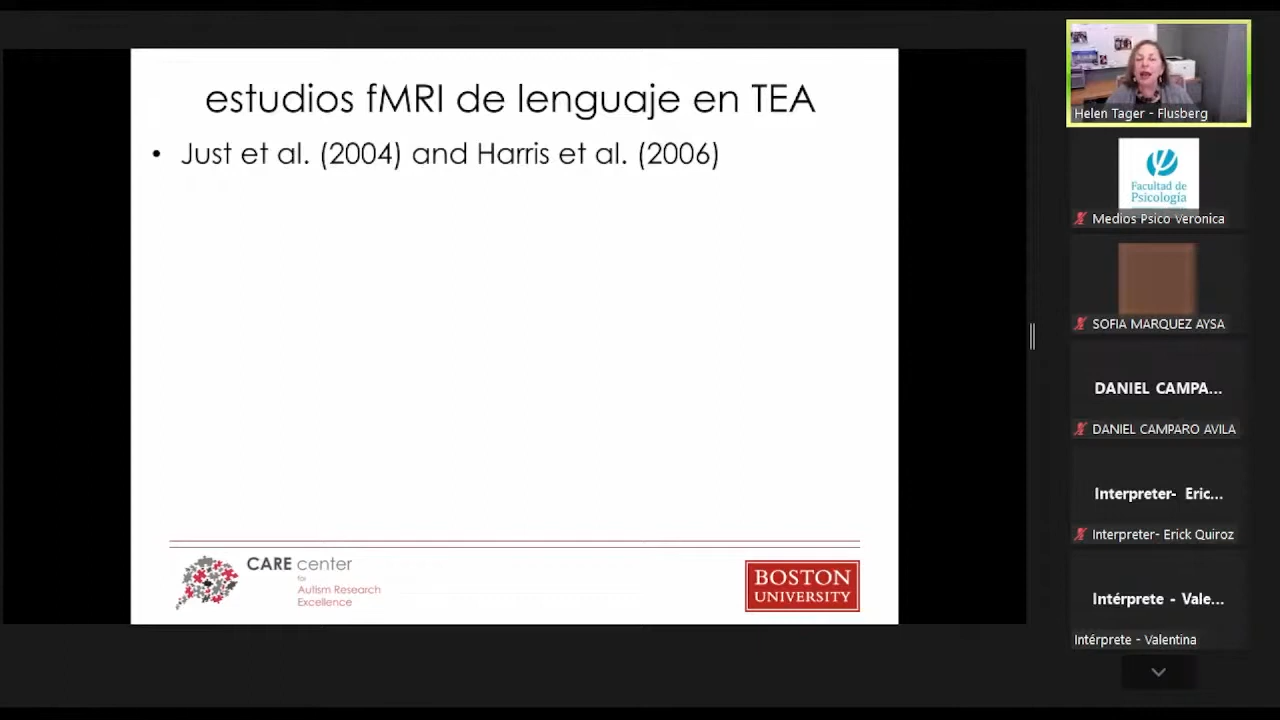 estudios fMRI de lenguaje en TEA
• Just et al. (2004) and Harris et al. (2006)
CARE center
for
Autism Research
Excellence
BOSTON
UNIVERSITY
Helen Tager - Flusberg
Facultad de
Psicología
Medios Psico Veronica
SOFIA MARQUEZ AYSA
DANIEL CAMPA...
DANIEL CAMPARO AVILA
Interpreter- Eric...
Interpreter- Erick Quiroz
Intérprete - Vale...
Intérprete - Valentina